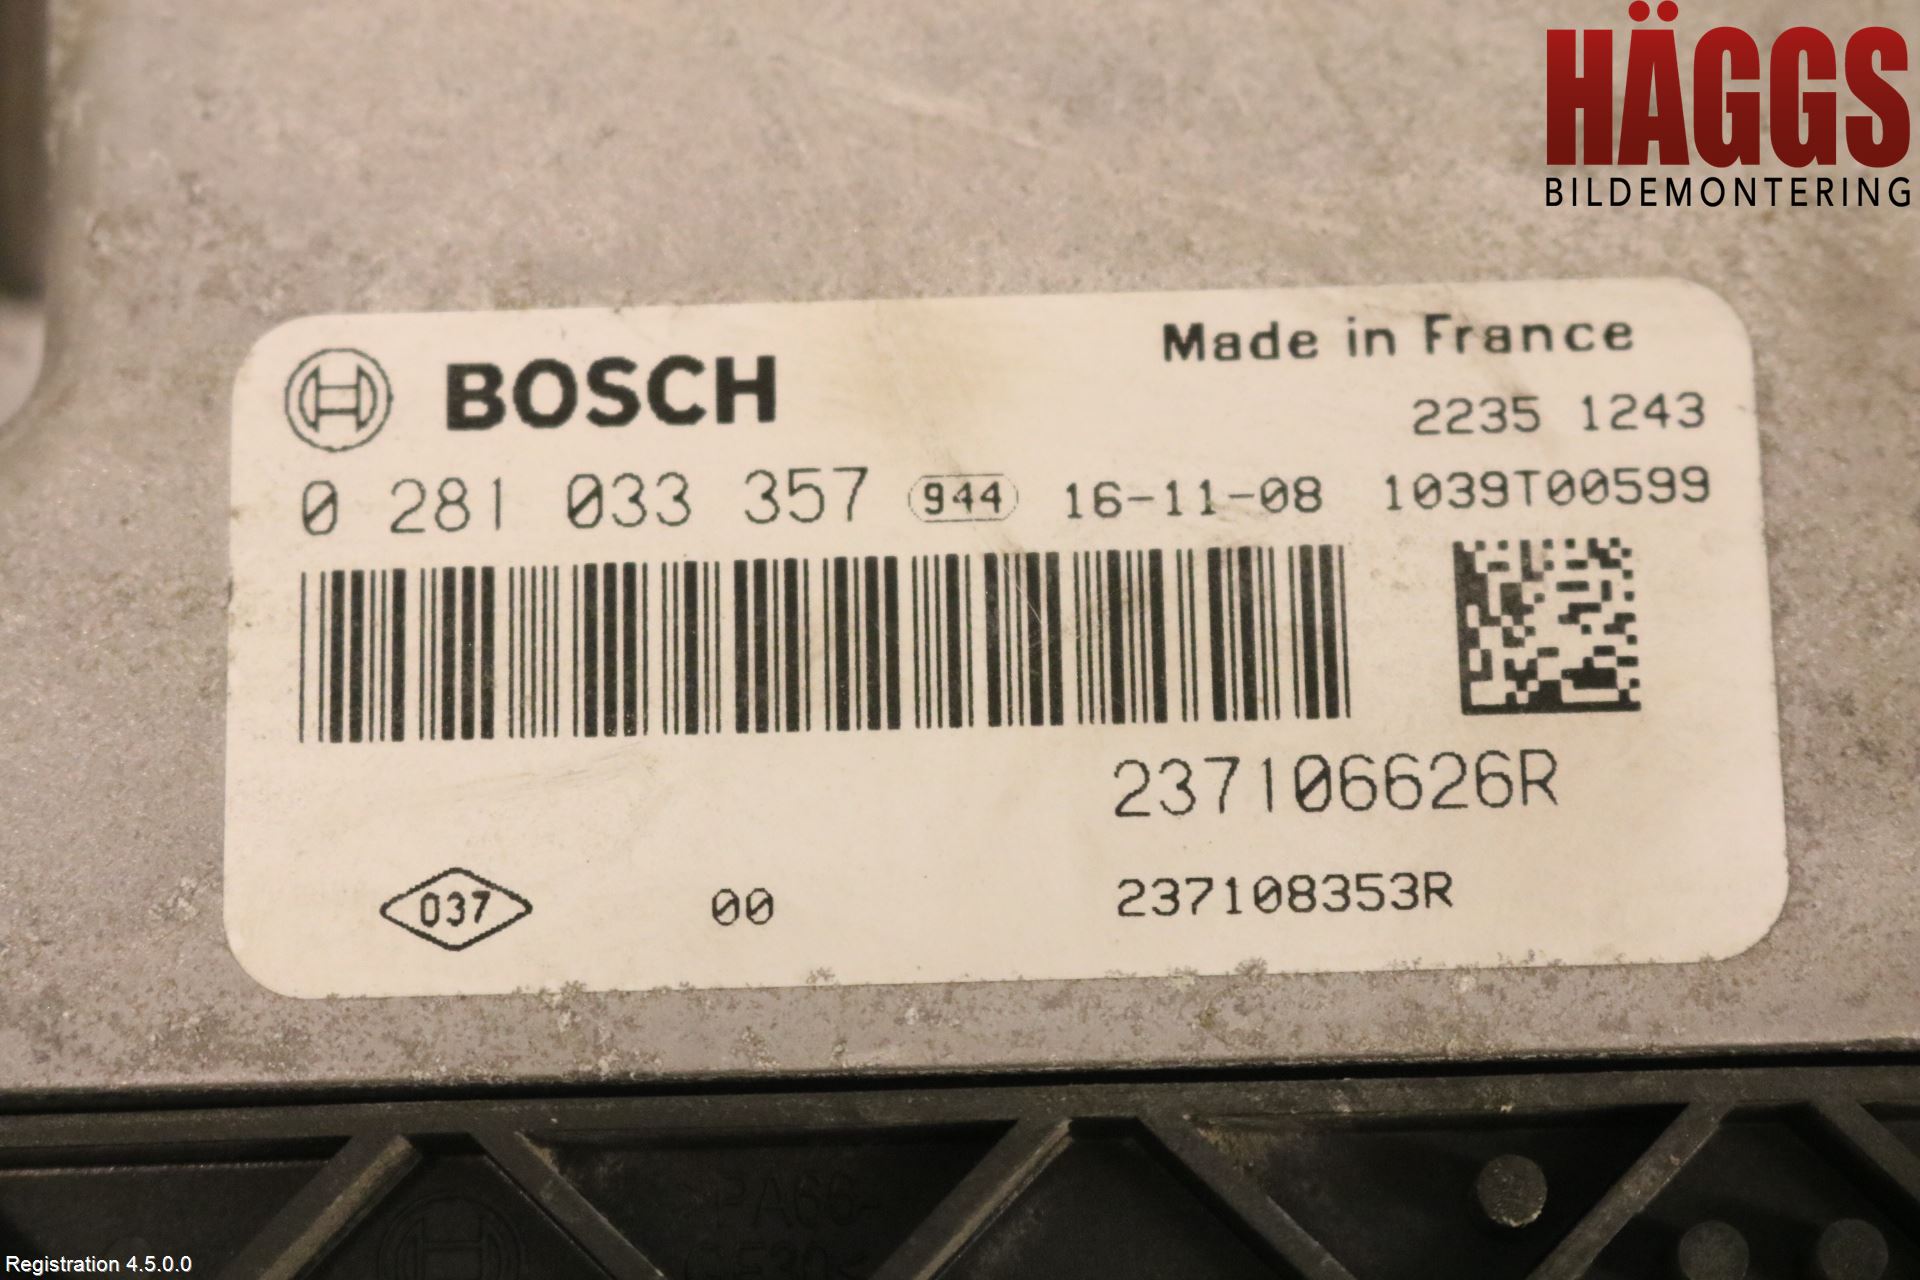 HÄGGS
BILDEMONTERING
BOSCH
Made in France
2235 1243
0 281 033 357 944 16-11-08 1039T00599
237106626R
037 00 237108353R
PA66-
Registration 4.5.0.0